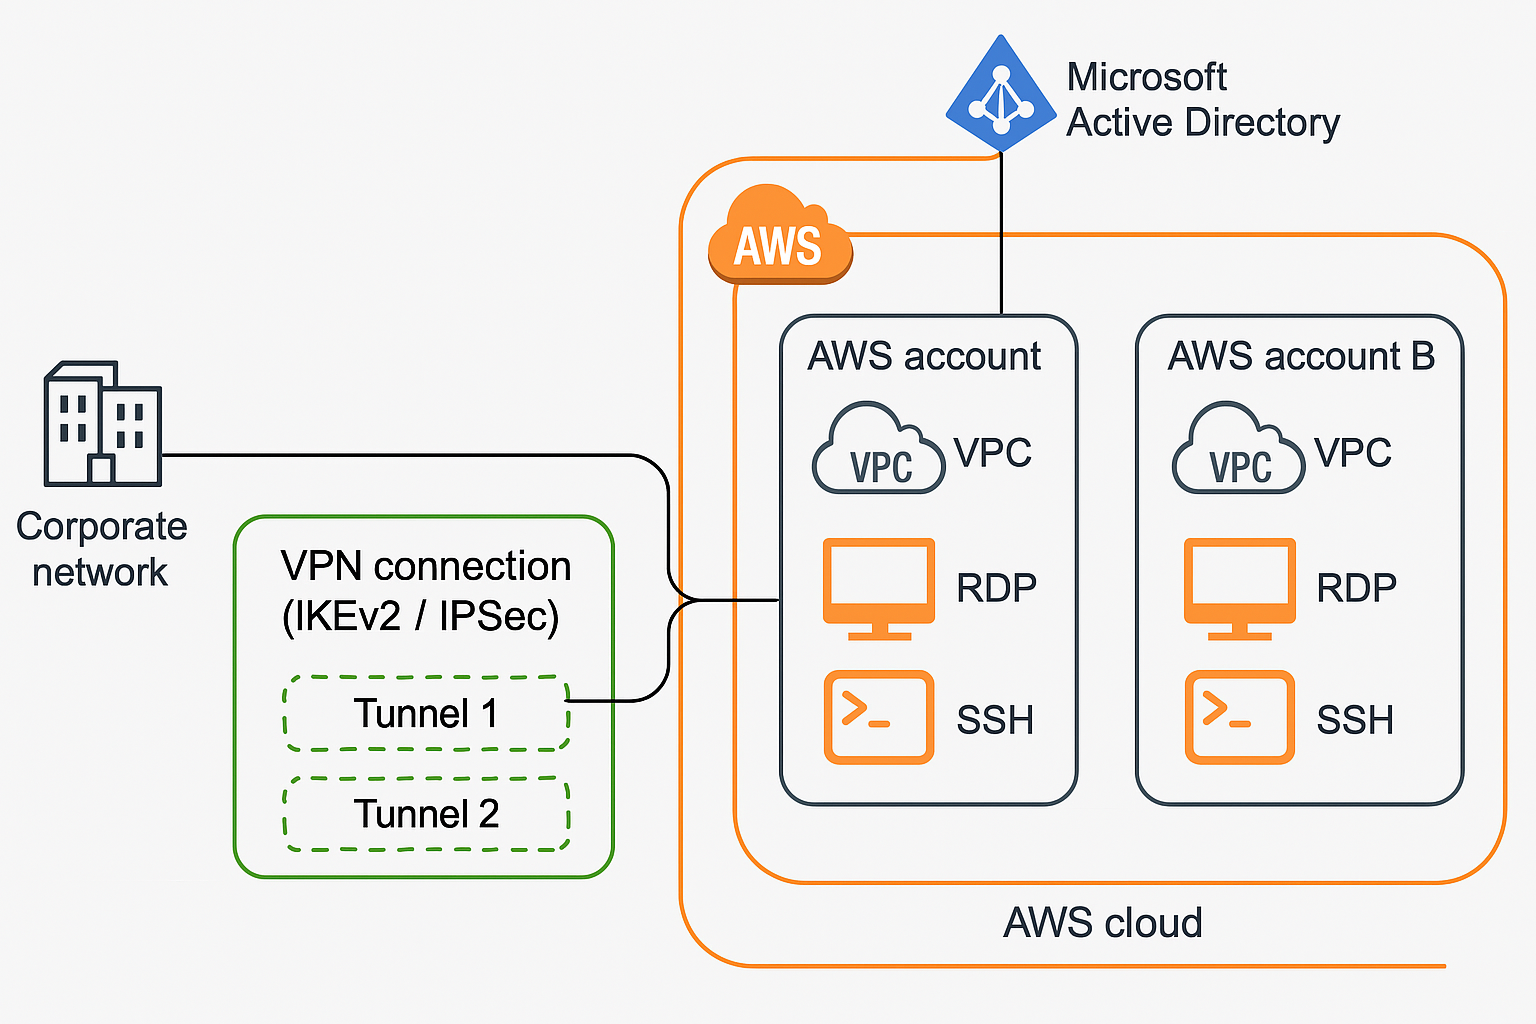 Microsoft
Active Directory
AWS
AWS account
VPC
VPC
RDP
SSH
AWS account B
VPC
VPC
RDP
SSH
Corporate
network
VPN connection
(IKEv2 / IPSec)
Tunnel 1
Tunnel 2
AWS cloud